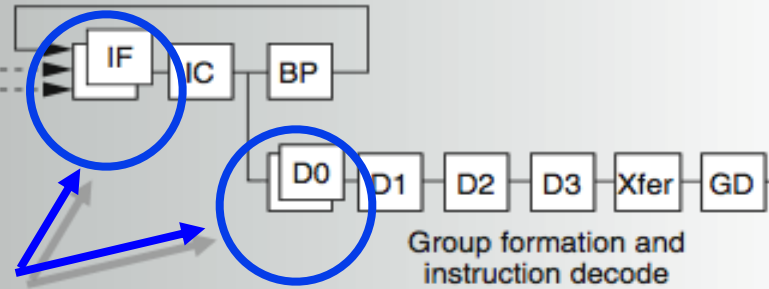 IF IC BP
D0 D1 D2 D3 Xfer GD
Group formation and
instruction decode